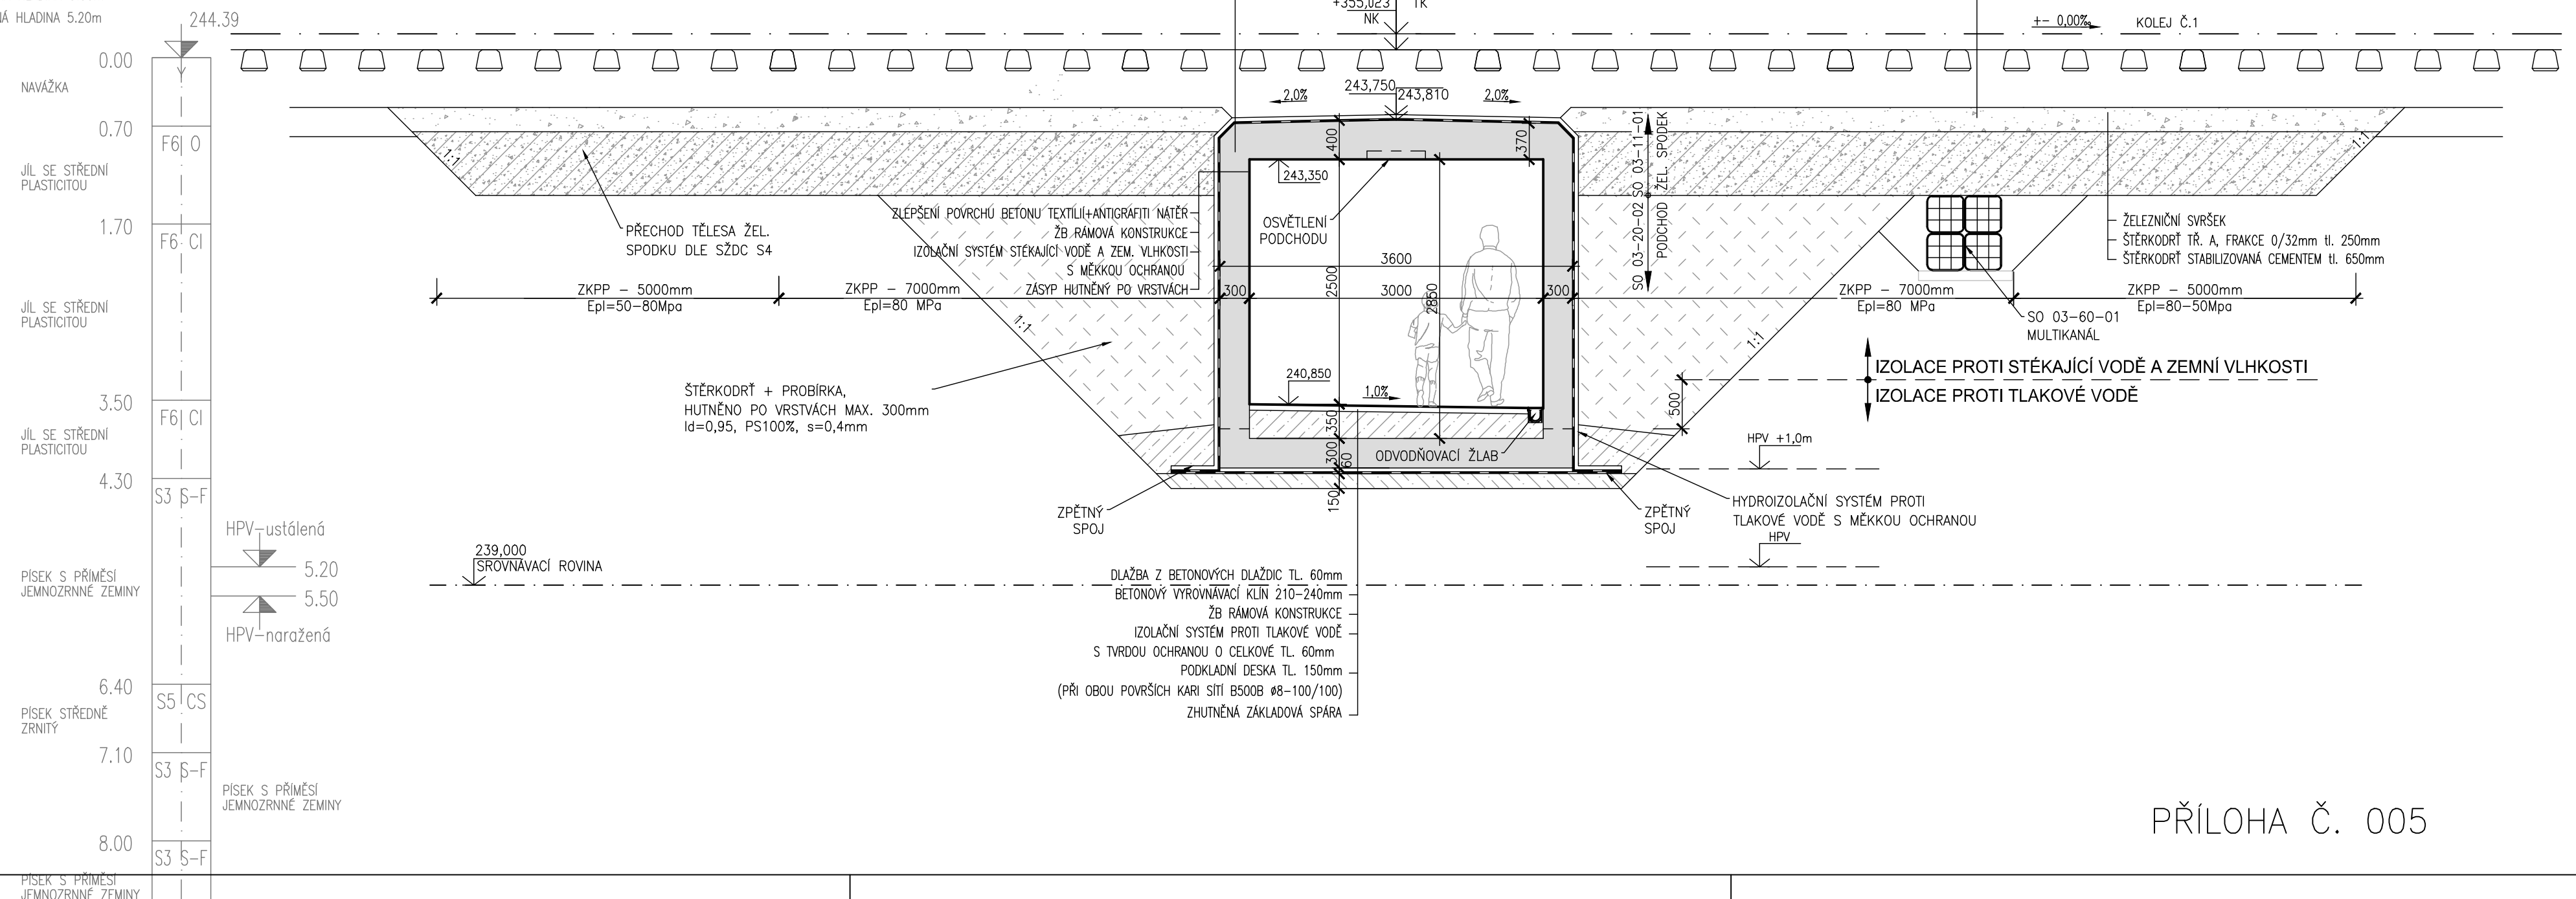 NÁ HLADINA 5.20m
244.39
+355,023
TK
NK
+- 0,00‰
KOLEJ Č.1
0.00
Y
NAVÁŽKA
0.70
F6 O
JÍL SE STŘEDNÍ
PLASTICITOU
1.70
F6 CI
JÍL SE STŘEDNÍ
PLASTICITOU
3.50
F6 CI
JÍL SE STŘEDNÍ
PLASTICITOU
4.30
S3 S-F
HPV-ustálená
5.20
5.50
HPV-naražená
PÍSEK S PŘÍMĚSÍ
JEMNOZRNNÉ ZEMINY
6.40
S5 CS
PÍSEK STŘEDNĚ
ZRNITÝ
7.10
S3 S-F
PÍSEK S PŘÍMĚSÍ
JEMNOZRNNÉ ZEMINY
8.00
S3 S-F
PÍSEK S PŘÍMĚSÍ
JEMNOZRNNÉ ZEMINY
1:1
PŘECHOD TĚLESA ŽEL.
SPODKU DLE SŽDC S4
ZKPP - 5000mm
Epl=50-80Mpa
ZKPP - 7000mm
Epl=80 MPa
1:1
ŠTĚRKODRŤ + PROBÍRKA,
HUTNĚNO PO VRSTVÁCH MAX. 300mm
Id=0,95, PS100%, s=0,4mm
239,000
SROVNÁVACÍ ROVINA
2,0%
243,750
243,810
2,0%
400
370
243,350
ZLEPŠENÍ POVRCHU BETONU TEXTILIÍ+ANTIGRAFITI NÁTĚR
ŽB RÁMOVÁ KONSTRUKCE
IZOLAČNÍ SYSTÉM STÉKAJÍCÍ VODĚ A ZEM. VLHKOSTI
S MĚKKOU OCHRANOU
ZÁSYP HUTNĚNÝ PO VRSTVÁCH
OSVĚTLENÍ
PODCHODU
3600
2500
300
3000
300
2850
240,850
1,0%
350
300
60
150
ODVODŇOVACÍ ŽLAB
ZPĚTNÝ
SPOJ
ZPĚTNÝ
SPOJ
DLAŽBA Z BETONOVÝCH DLAŽDIC TL. 60mm
BETONOVÝ VYROVNÁVACÍ KLÍN 210-240mm
ŽB RÁMOVÁ KONSTRUKCE
IZOLAČNÍ SYSTÉM PROTI TLAKOVÉ VODĚ
S TVRDOU OCHRANOU O CELKOVÉ TL. 60mm
PODKLADNÍ DESKA TL. 150mm
(PŘI OBOU POVRŠÍCH KARI SÍTÍ B500B ø8-100/100)
ZHUTNĚNÁ ZÁKLADOVÁ SPÁRA
SO 03-20-02 SO 03-11-01
PODCHOD ŽEL. SPODEK
1:1
ŽELEZNIČNÍ SVRŠEK
ŠTĚRKODRŤ TŘ. A, FRAKCE 0/32mm tl. 250mm
ŠTĚRKODRŤ STABILIZOVANÁ CEMENTEM tl. 650mm
ZKPP - 7000mm
Epl=80 MPa
ZKPP - 5000mm
Epl=80-50Mpa
SO 03-60-01
MULTIKANÁL
1:1
IZOLACE PROTI STÉKAJÍCÍ VODĚ A ZEMNÍ VLHKOSTI
IZOLACE PROTI TLAKOVÉ VODĚ
500
HPV +1,0m
HYDROIZOLAČNÍ SYSTÉM PROTI
TLAKOVÉ VODĚ S MĚKKOU OCHRANOU
HPV
PŘÍLOHA Č. 005